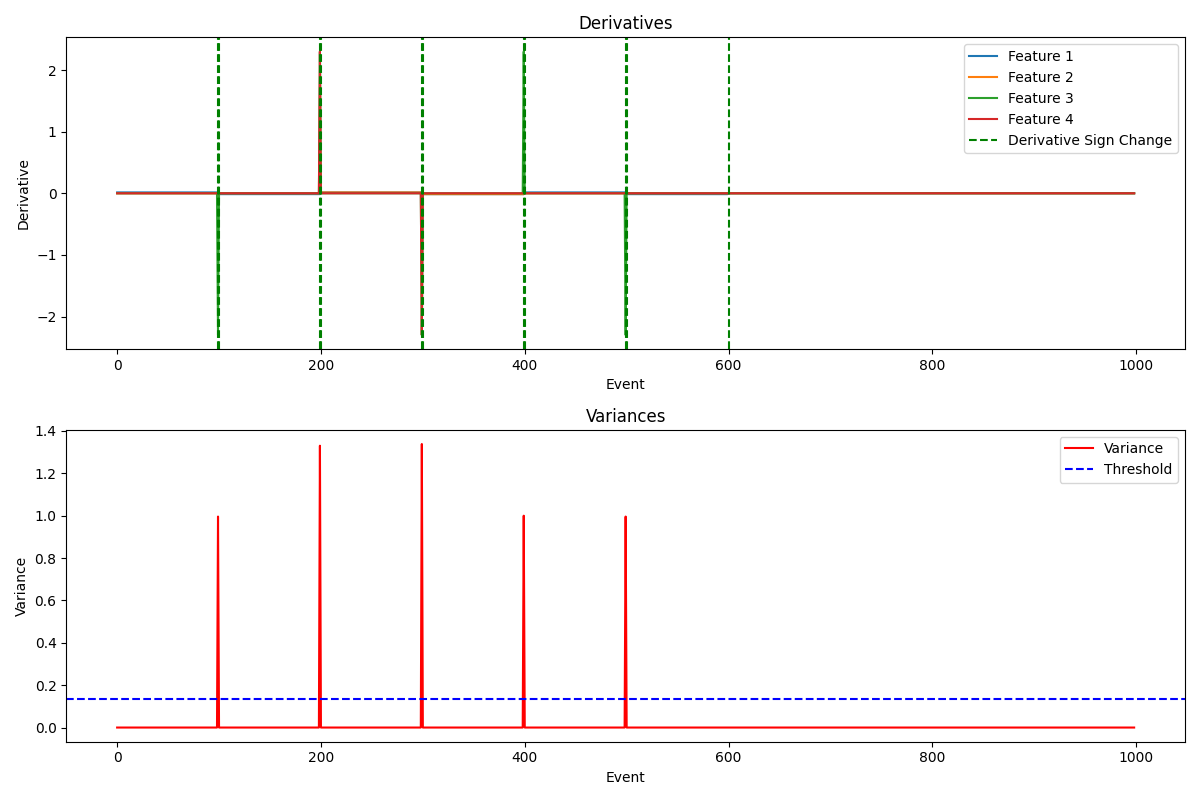 Derivatives
Derivative
2
1
0
−1
−2
Feature 1
Feature 2
Feature 3
Feature 4
Derivative Sign Change
0 200 400 600 800 1000
Event
Variances
Variance
1.4
1.2
1.0
0.8
0.6
0.4
0.2
0.0
Variance
Threshold
0 200 400 600 800 1000
Event